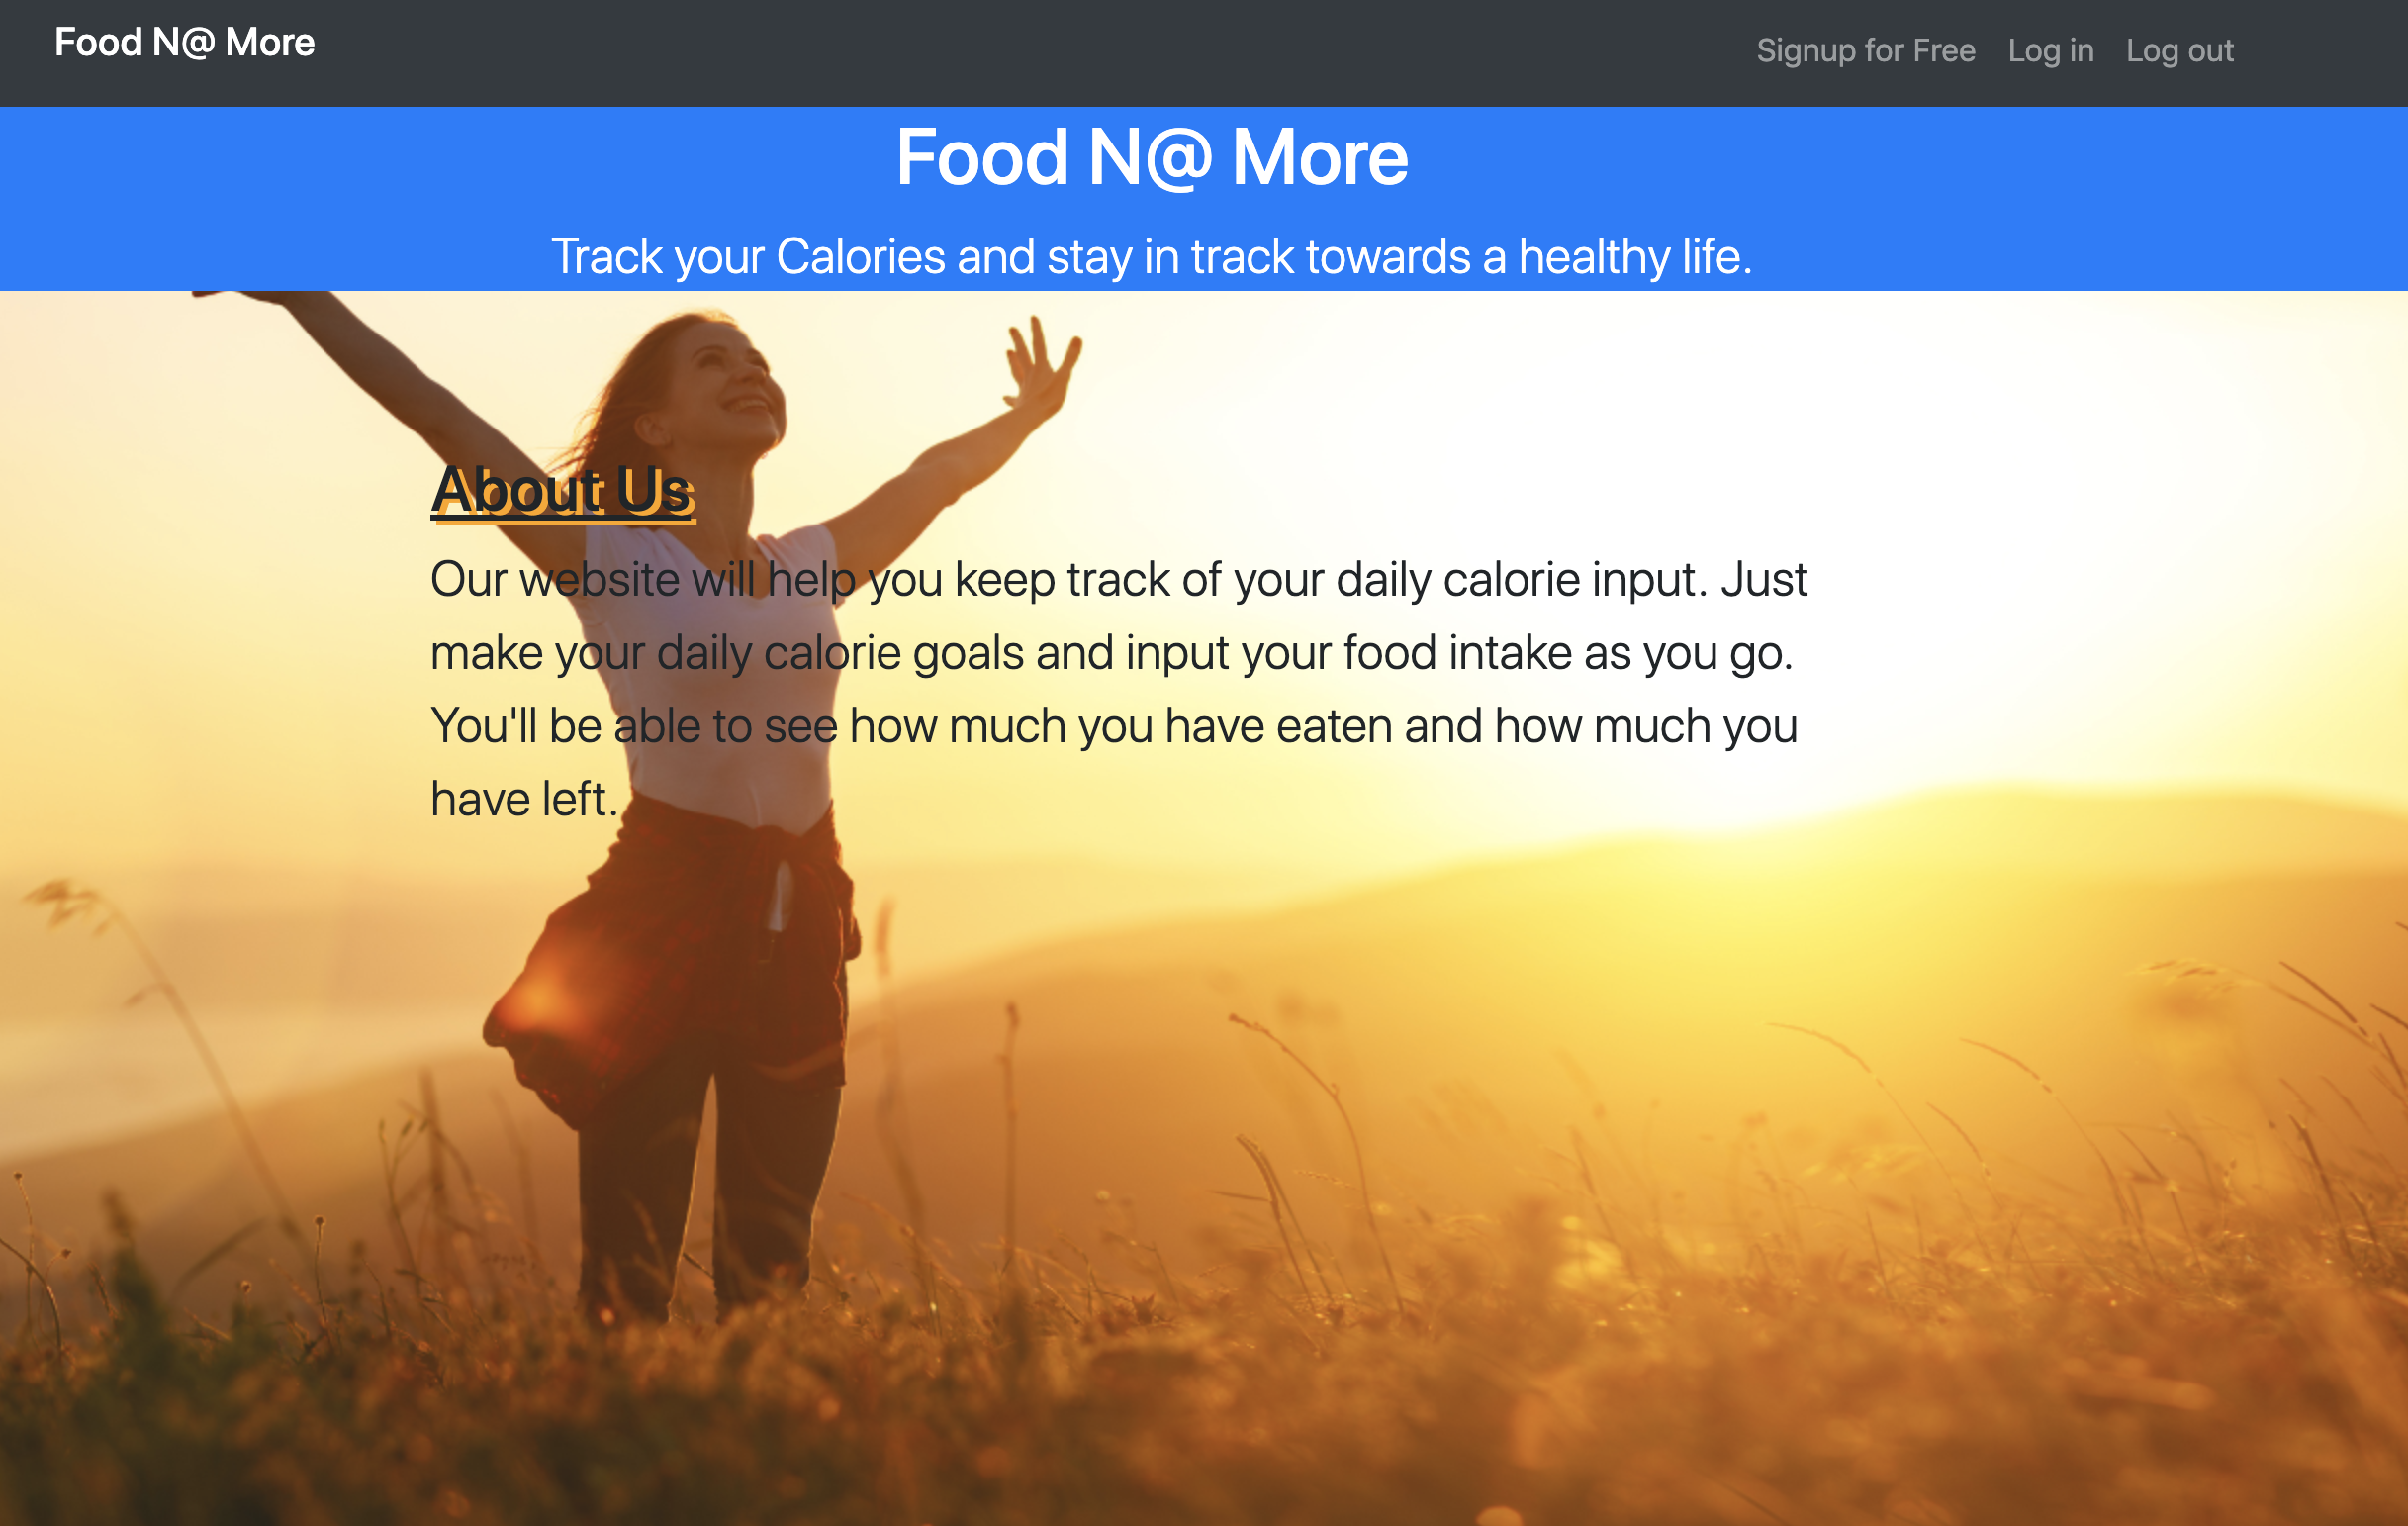 Food N@ More
Signup for Free Log in Log out
Food N@ More
Track your Calories and stay in track towards a healthy life.
About Us
Our website will help you keep track of your daily calorie input. Just
make your daily calorie goals and input your food intake as you go.
You'll be able to see how much you have eaten and how much you
have left.